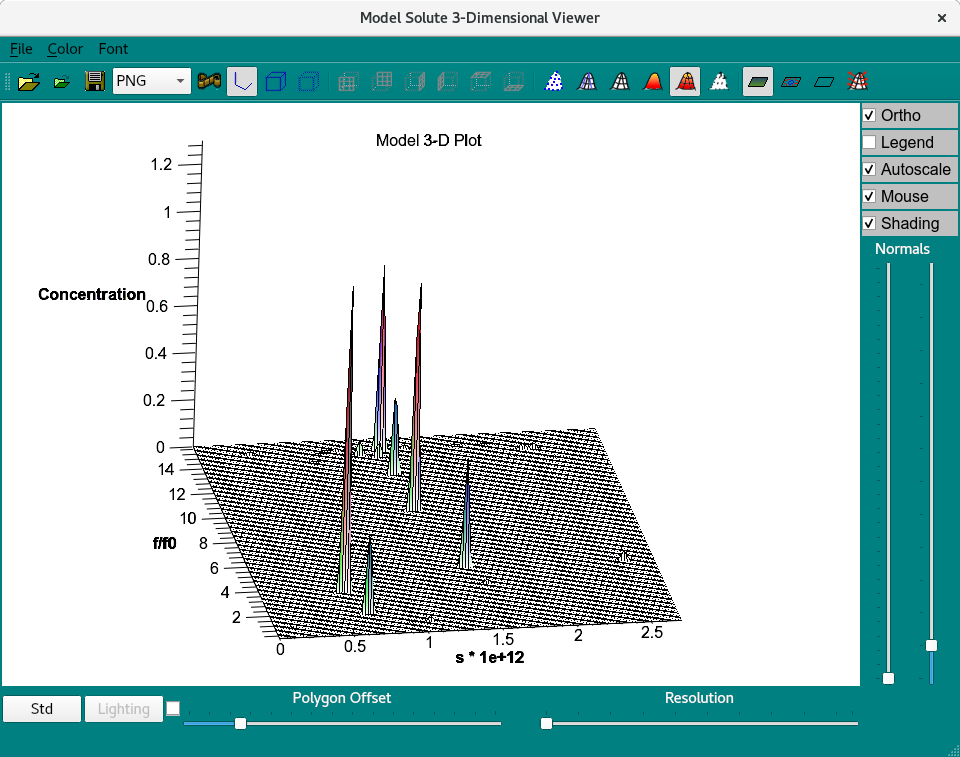 Model Solute 3-Dimensional Viewer
File Color Font
PNG
Ortho
Legend
Autoscale
Mouse
Shading
Normals
Model 3-D Plot
Concentration
1.2
1
0.8
0.6
0.4
0.2
0
14
12
10
8
6
4
2
f/f0
0
0.5
1
1.5
2
2.5
s * 1e+12
Std
Lighting
Polygon Offset
Resolution